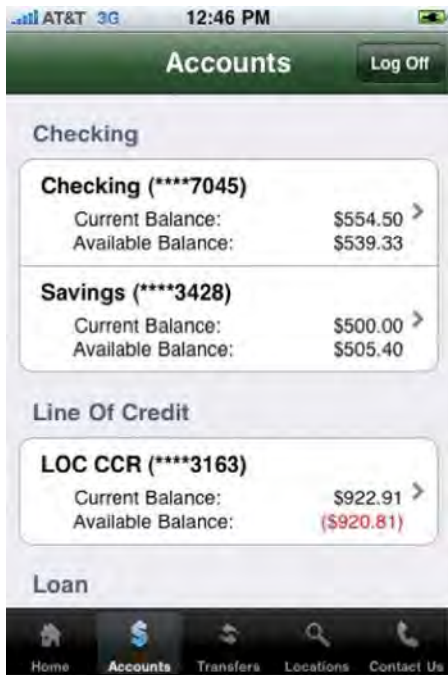 AT&T 3G 12:46 PM
Accounts Log Off
Checking
Checking (****7045)
Current Balance: $554.50
Available Balance: $539.33
Savings (****3428)
Current Balance: $500.00
Available Balance: $505.40
Line Of Credit
LOC CCR (****3163)
Current Balance: $922.91
Available Balance: ($920.81)
Loan
Home Accounts Transfers Locations Contact Us